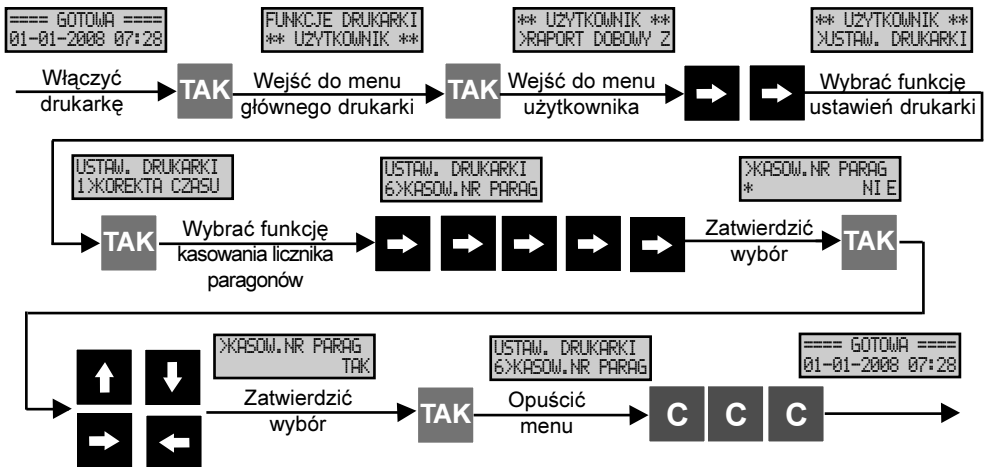 ==== GOTOWA ====
01-01-2008 07:28
FUNKCJE DRUKARKI
** UŻYTKOWNIK **
** UŻYTKOWNIK **
>RAPORT DOBOWY Z
** UŻYTKOWNIK **
>USTAW. DRUKARKI
Włączyć
drukarkę
TAK
Wejść do menu
głównego drukarki
TAK
Wejść do menu
użytkownika
Wybrać funkcję
ustawień drukarki
USTAW. DRUKARKI
1>KOREKTA CZASU
USTAW. DRUKARKI
6>KASOW.NR PARAG
>KASOW.NR PARAG
* NIE
TAK
Wybrać funkcję
kasowania licznika
paragonów
Zatwierdzić
wybór
TAK
>KASOW.NR PARAG
TAK
USTAW. DRUKARKI
6>KASOW.NR PARAG
==== GOTOWA ====
01-01-2008 07:28
Zatwierdzić
wybór
TAK
Opuścić
menu
C C C